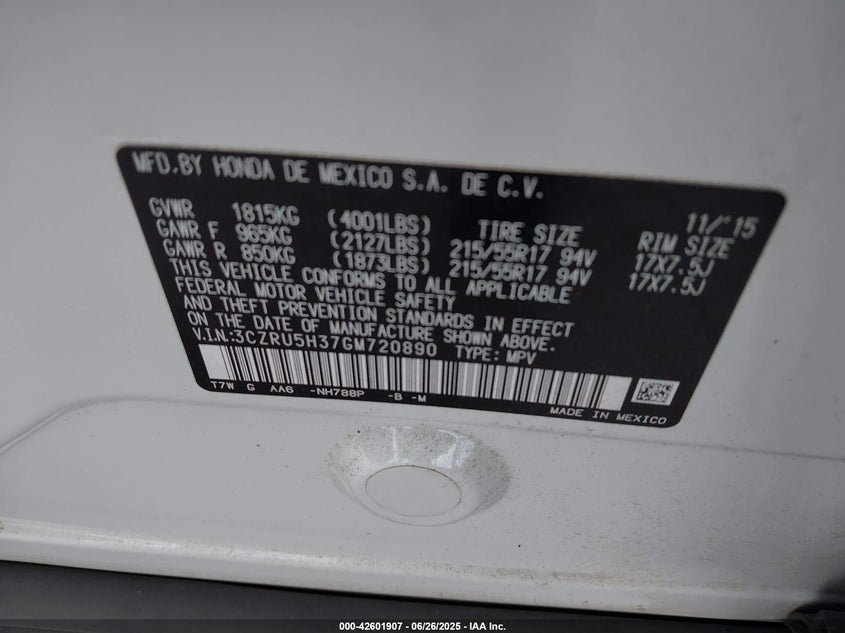 MFD.BY HONDA DE MEXICO S.A. DE C.V.
11/'15
GVWR 1815KG (4001LBS) TIRE SIZE RIM SIZE
GAWR F 965KG (2127LBS) 215/55R17 94V 17X7.5J
GAWR R 850KG (1873LBS) 215/55R17 94V 17X7.5J
THIS VEHICLE CONFORMS TO ALL APPLICABLE
FEDERAL MOTOR VEHICLE SAFETY
AND THEFT PREVENTION STANDARDS IN EFFECT
ON THE DATE OF MANUFACTURE SHOWN ABOVE.
V.I.N.:3CZRU5H37GM720890 TYPE: MPV
T7W G AA6 -NH788P -B -M
MADE IN MEXICO
000-42601907 / 06/26/2025 - IAA Inc.